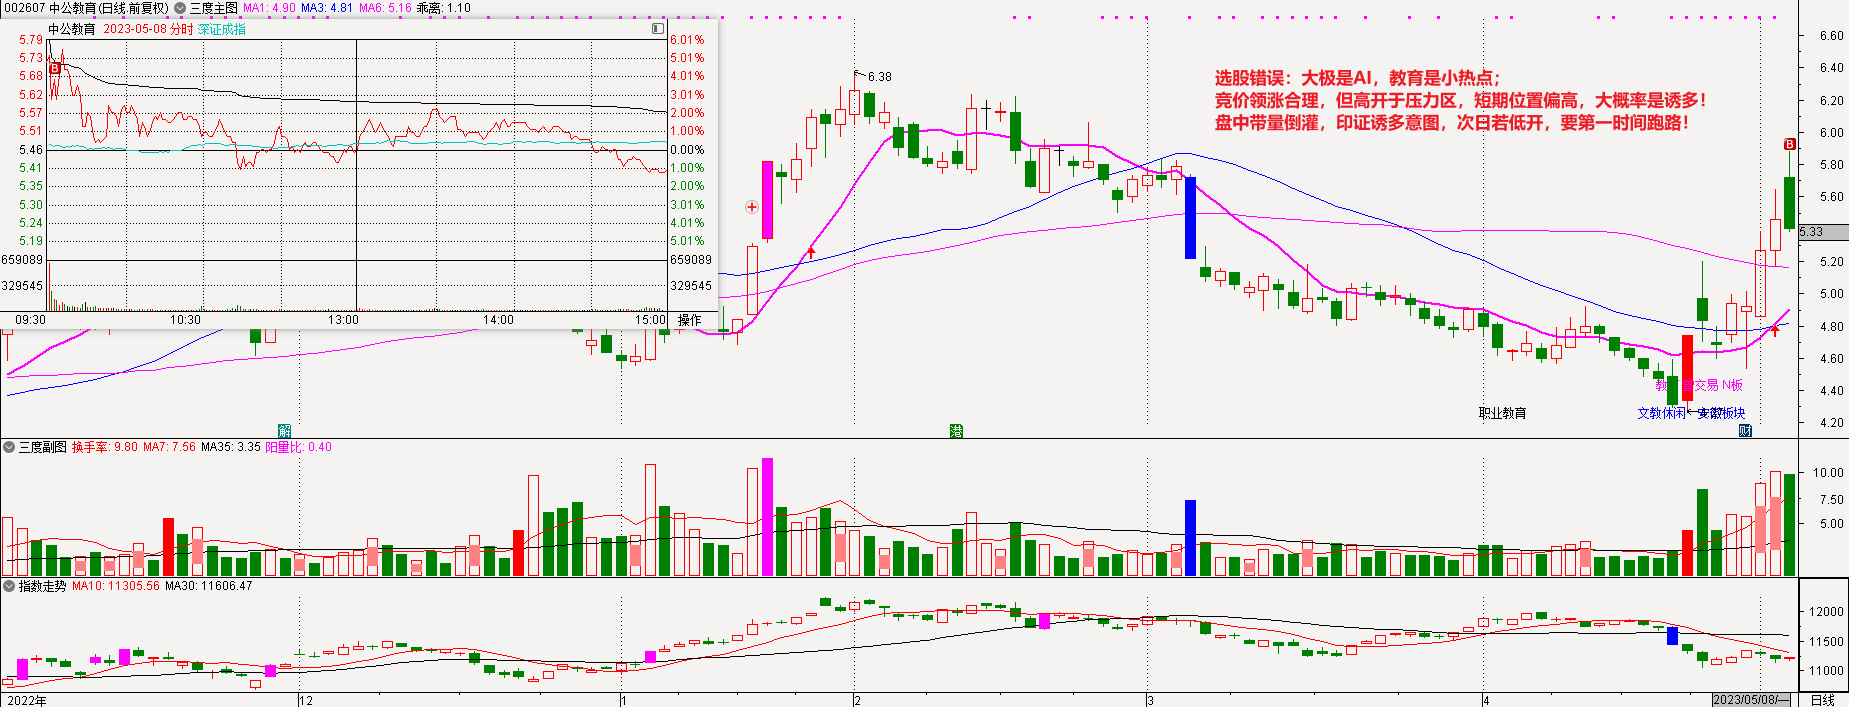 002607 中公教育(日线.前复权) 三度主图 MA1: 4.90 MA3: 4.81 MA6: 5.16 乖离: 1.10
中公教育 2023-05-08 分时 深证成指
5.79 6.01%
5.73 5.01%
5.68 4.01%
5.62 3.01%
5.57 2.00%
5.51 1.00%
5.46 0.00%
5.41 1.00%
5.35 2.00%
5.30 3.01%
5.24 4.01%
5.19 5.01%
659089 659089
329545 329545
09:30 10:30 13:00 14:00 15:00 操作
B
6.38
选股错误：大极是AI，教育是小热点；
竞价领涨合理，但高开于压力区，短期位置偏高，大概率是诱多！
盘中带量倒灌，印证诱多意图，次日若低开，要第一时间跑路！
B
6.60
6.40
6.20
6.00
5.80
5.60
5.33
5.20
5.00
4.80
4.60
4.40
4.20
交易 N板
职业教育
文教休闲 安徽板块
解
港
财
三度副图 换手率: 9.80 MA7: 7.56 MA35: 3.35 阳量比: 0.40
10.00
7.50
5.00
指数走势 MA10: 11305.56 MA30: 11606.47
12000
11500
11000
2022年 12 1 2 3 4 2023/05/08/一 日线